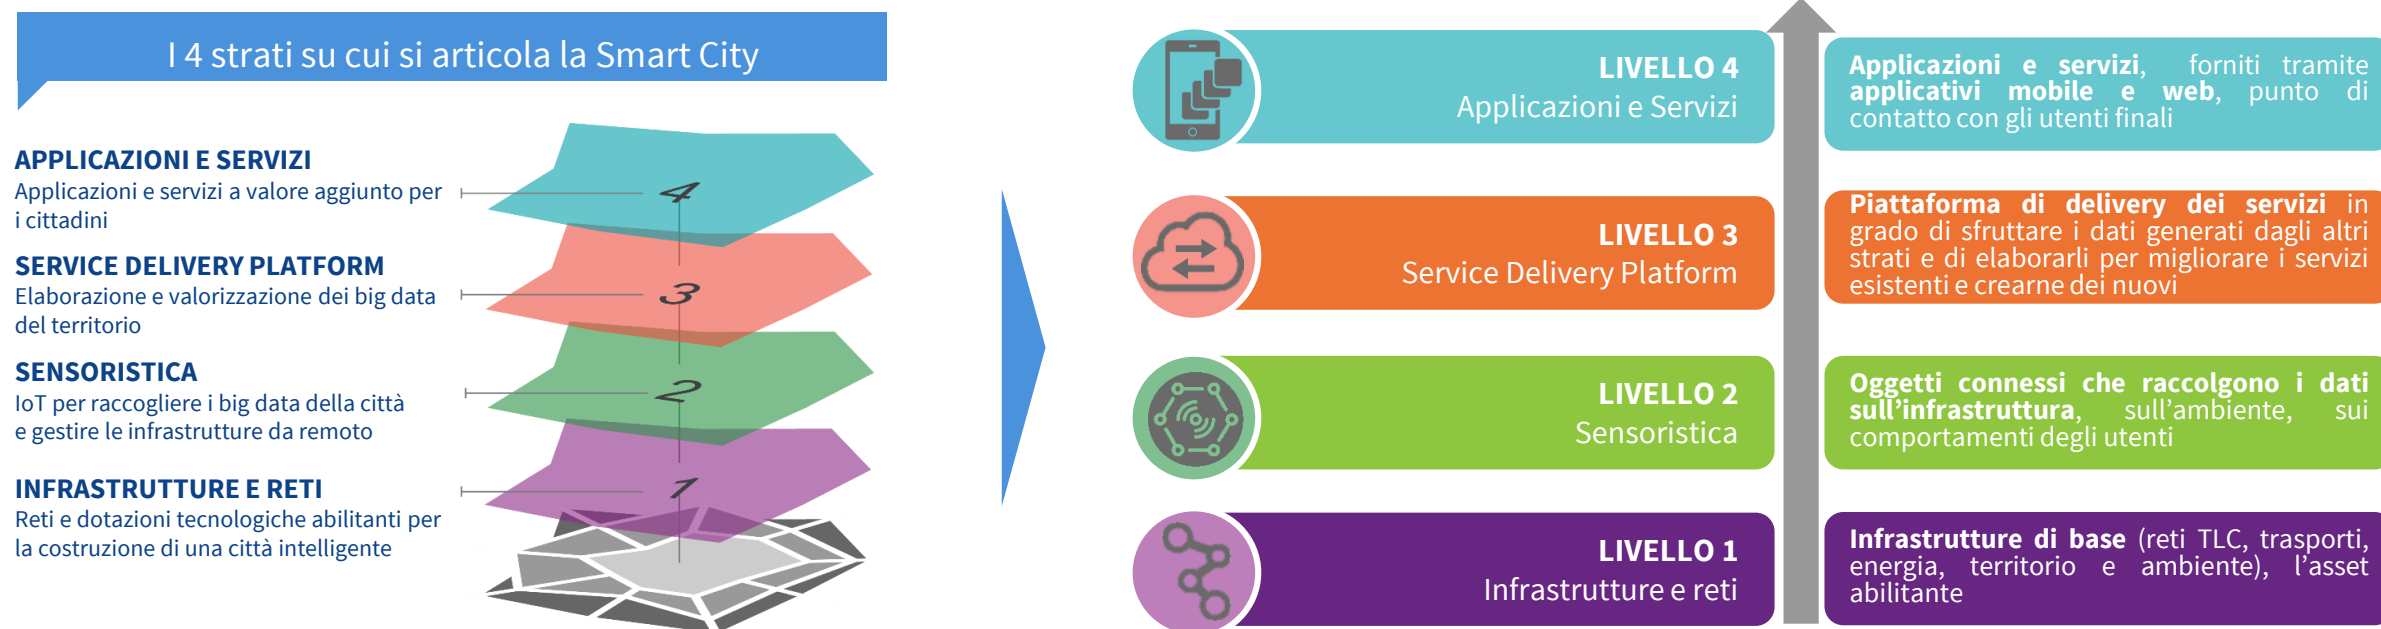 I 4 strati su cui si articola la Smart City
APPLICAZIONI E SERVIZI
Applicazioni e servizi a valore aggiunto per
i cittadini
SERVICE DELIVERY PLATFORM
Elaborazione e valorizzazione dei big data
del territorio
SENSORISTICA
IoT per raccogliere i big data della città
e gestire le infrastrutture da remoto
INFRASTRUTTURE E RETI
Reti e dotazioni tecnologiche abilitanti per
la costruzione di una città intelligente
4
3
2
1
LIVELLO 4
Applicazioni e Servizi
Applicazioni e servizi, forniti tramite
applicativi mobile e web, punto di
contatto con gli utenti finali
LIVELLO 3
Service Delivery Platform
Piattaforma di delivery dei servizi in
grado di sfruttare i dati generati dagli altri
strati e di elaborarli per migliorare i servizi
esistenti e crearne dei nuovi
LIVELLO 2
Sensoristica
Oggetti connessi che raccolgono i dati
sull’infrastruttura, sull’ambiente, sui
comportamenti degli utenti
LIVELLO 1
Infrastrutture e reti
Infrastrutture di base (reti TLC, trasporti,
energia, territorio e ambiente), l’asset
abilitante